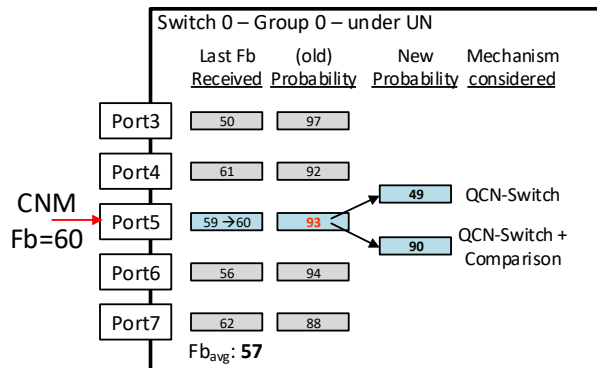 Switch 0 – Group 0 – under UN
Last Fb (old) New Mechanism
Received Probability Probability considered
Port3 50 97
Port4 61 92
49 QCN-Switch
CNM
Port5 59→60 93
Fb=60
90 QCN-Switch +
Comparison
Port6 56 94
Port7 62 88
Fbavg: 57